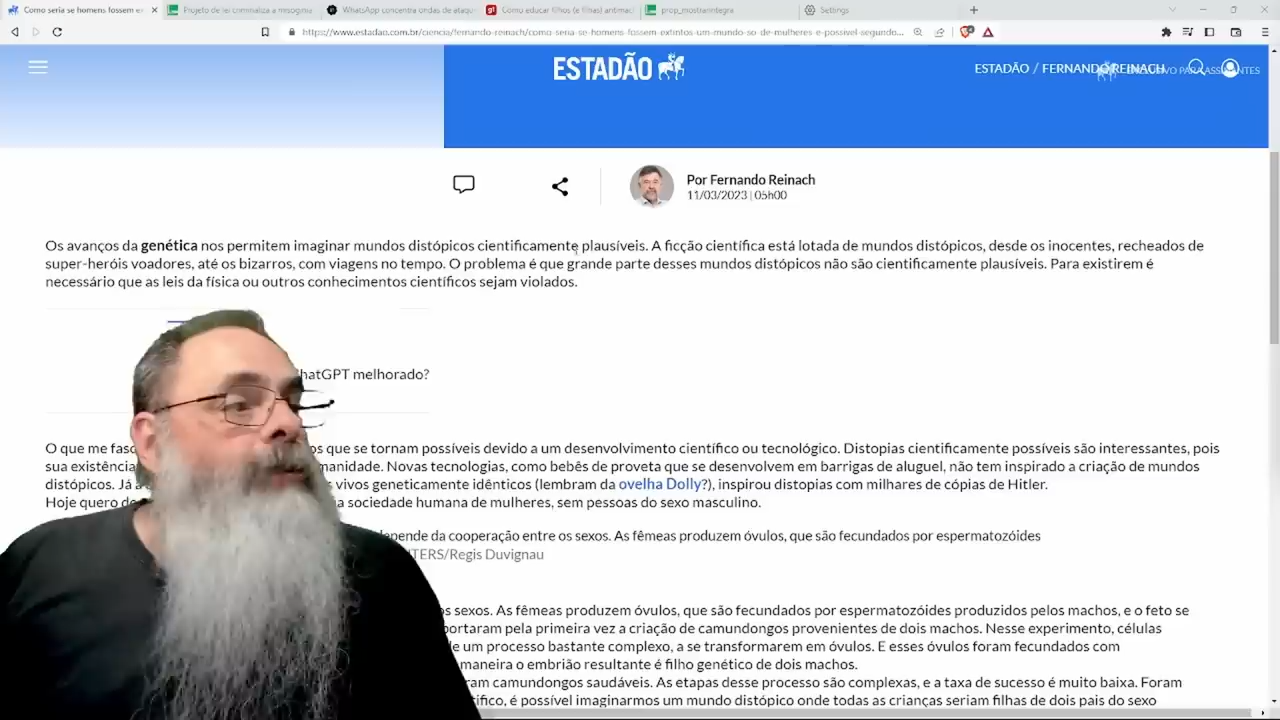 Como seria se homens fossem ex
Projeto de lei criminaliza a misoginia
WhatsApp concentra ondas de ataqu
Como educar filhos (e filhas) antimac
prop_mostrarintegra
Settings
https://www.estadao.com.br/ciencia/fernando-reinach/como-seria-se-homens-fossem-extintos-um-mundo-so-de-mulheres-e-possivel-segundo...
ESTADÃO
ESTADÃO / FERNANDO REINACH
EXCLUSIVO PARA ASSINANTES
Por Fernando Reinach
11/03/2023 | 05h00
Os avanços da genética nos permitem imaginar mundos distópicos cientificamente plausíveis. A ficção científica está lotada de mundos distópicos, desde os inocentes, recheados de
super-heróis voadores, até os bizarros, com viagens no tempo. O problema é que grande parte desses mundos distópicos não são cientificamente plausíveis. Para existirem é
necessário que as leis da física ou outros conhecimentos científicos sejam violados.
hatGPT melhorado?
O que me fasc os que se tornam possíveis devido a um desenvolvimento científico ou tecnológico. Distopias cientificamente possíveis são interessantes, pois
sua existência manidade. Novas tecnologias, como bebês de proveta que se desenvolvem em barrigas de aluguel, não tem inspirado a criação de mundos
distópicos. Já a vivos geneticamente idênticos (lembram da ovelha Dolly?), inspirou distopias com milhares de cópias de Hitler.
Hoje quero de a sociedade humana de mulheres, sem pessoas do sexo masculino.
depende da cooperação entre os sexos. As fêmeas produzem óvulos, que são fecundados por espermatozóides
TERS/Regis Duvignau
os sexos. As fêmeas produzem óvulos, que são fecundados por espermatozóides produzidos pelos machos, e o feto se
portaram pela primeira vez a criação de camundongos provenientes de dois machos. Nesse experimento, células
e um processo bastante complexo, a se transformarem em óvulos. E esses óvulos foram fecundados com
maneira o embrião resultante é filho genético de dois machos.
ram camundongos saudáveis. As etapas desse processo são complexas, e a taxa de sucesso é muito baixa. Foram
tífico, é possível imaginarmos um mundo distópico onde todas as crianças seriam filhas de dois pais do sexo